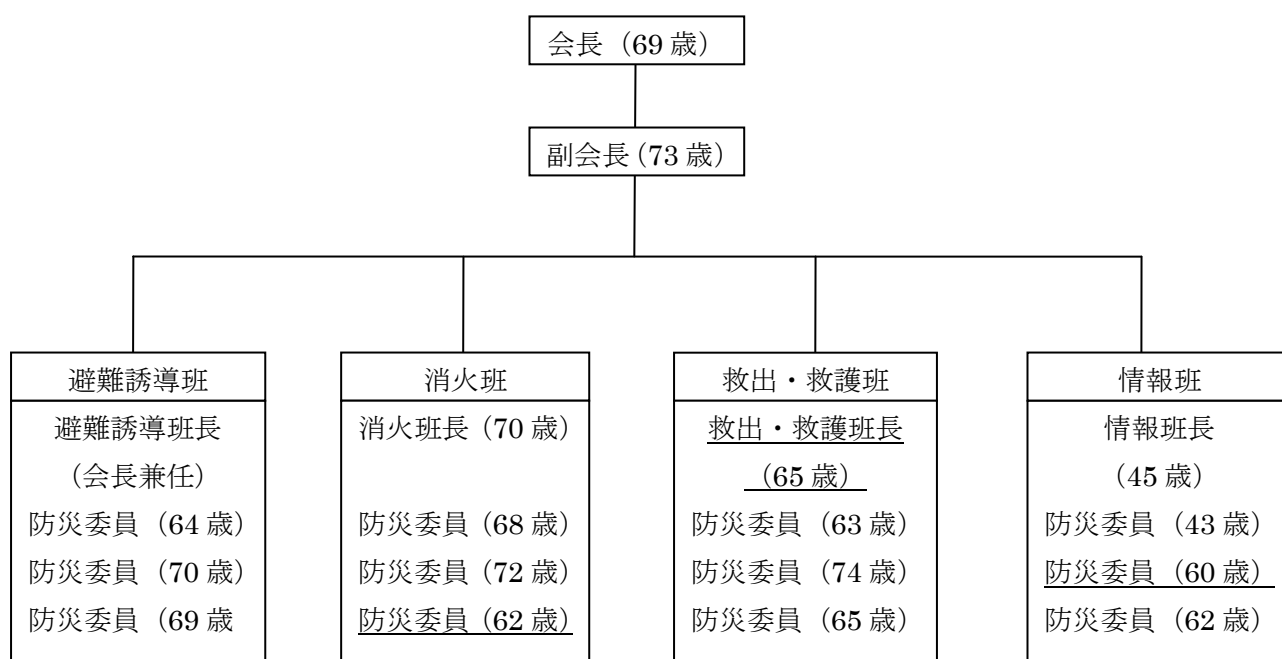 会長（69 歳）
副会長（73 歳）
避難誘導班
避難誘導班長
（会長兼任）
防災委員（64 歳）
防災委員（70 歳）
防災委員（69 歳
消火班
消火班長（70 歳）
防災委員（68 歳）
防災委員（72 歳）
防災委員（62 歳）
救出・救護班
救出・救護班長
（65 歳）
防災委員（63 歳）
防災委員（74 歳）
防災委員（65 歳）
情報班
情報班長
（45 歳）
防災委員（43 歳）
防災委員（60 歳）
防災委員（62 歳）